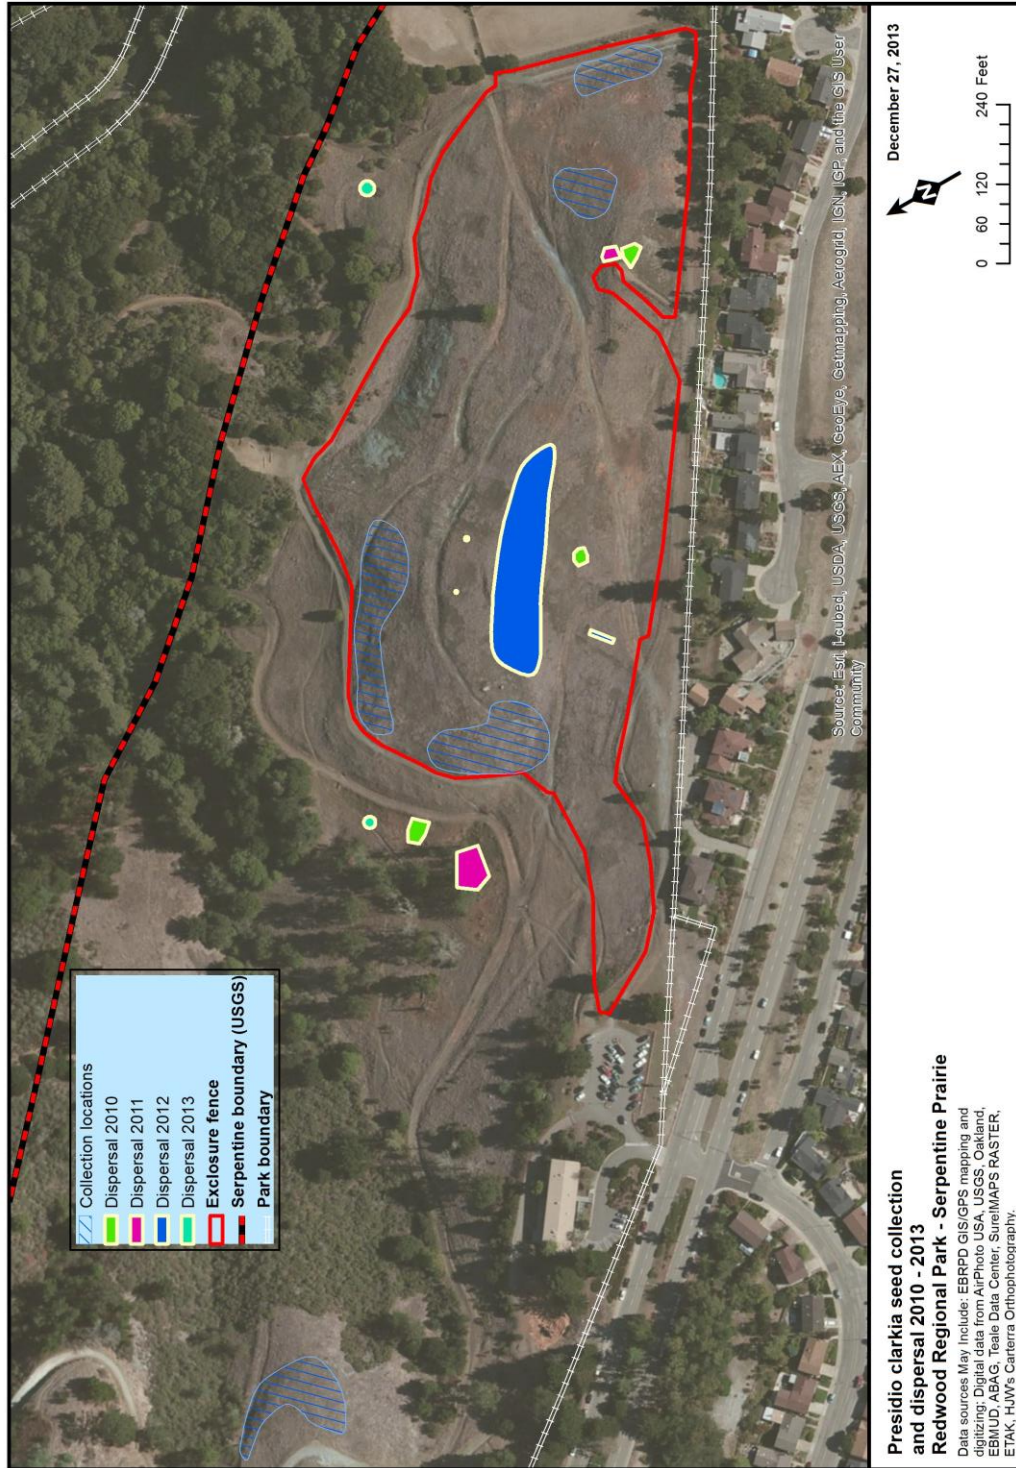 Collection locations
Dispersal 2010
Dispersal 2011
Dispersal 2012
Dispersal 2013
Exclosure fence
Serpentine boundary (USGS)
Park boundary
Source: Esri, i-cubed, USDA, USGS, AEX, GeoEye, Getmapping, Aerogrid, IGN, IGP, and the GIS User
Community
Presidio clarkia seed collection
and dispersal 2010 - 2013
Redwood Regional Park - Serpentine Prairie
Data sources May Include: EBRPD GIS/GPS mapping and
digitizing; Digital data from AirPhoto USA, USGS, Oakland,
EBMUD, ABAG, Teale Data Center, Sure!MAPS RASTER,
ETAK, HJW's Carterra Orthophotography.
December 27, 2013
N
0 60 120 240 Feet